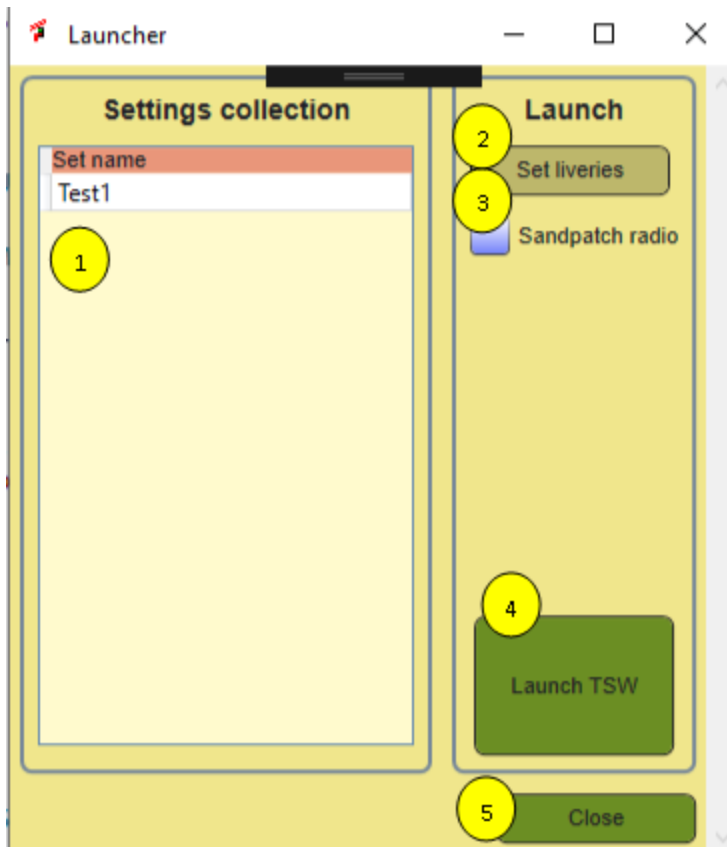 Launcher
Settings collection
Set name
Test1
1
Launch
2
Set liveries
3
Sandpatch radio
4
Launch TSW
5
Close